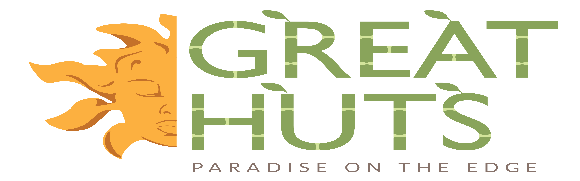 GREAT
HUTS
PARADISE ON THE EDGE